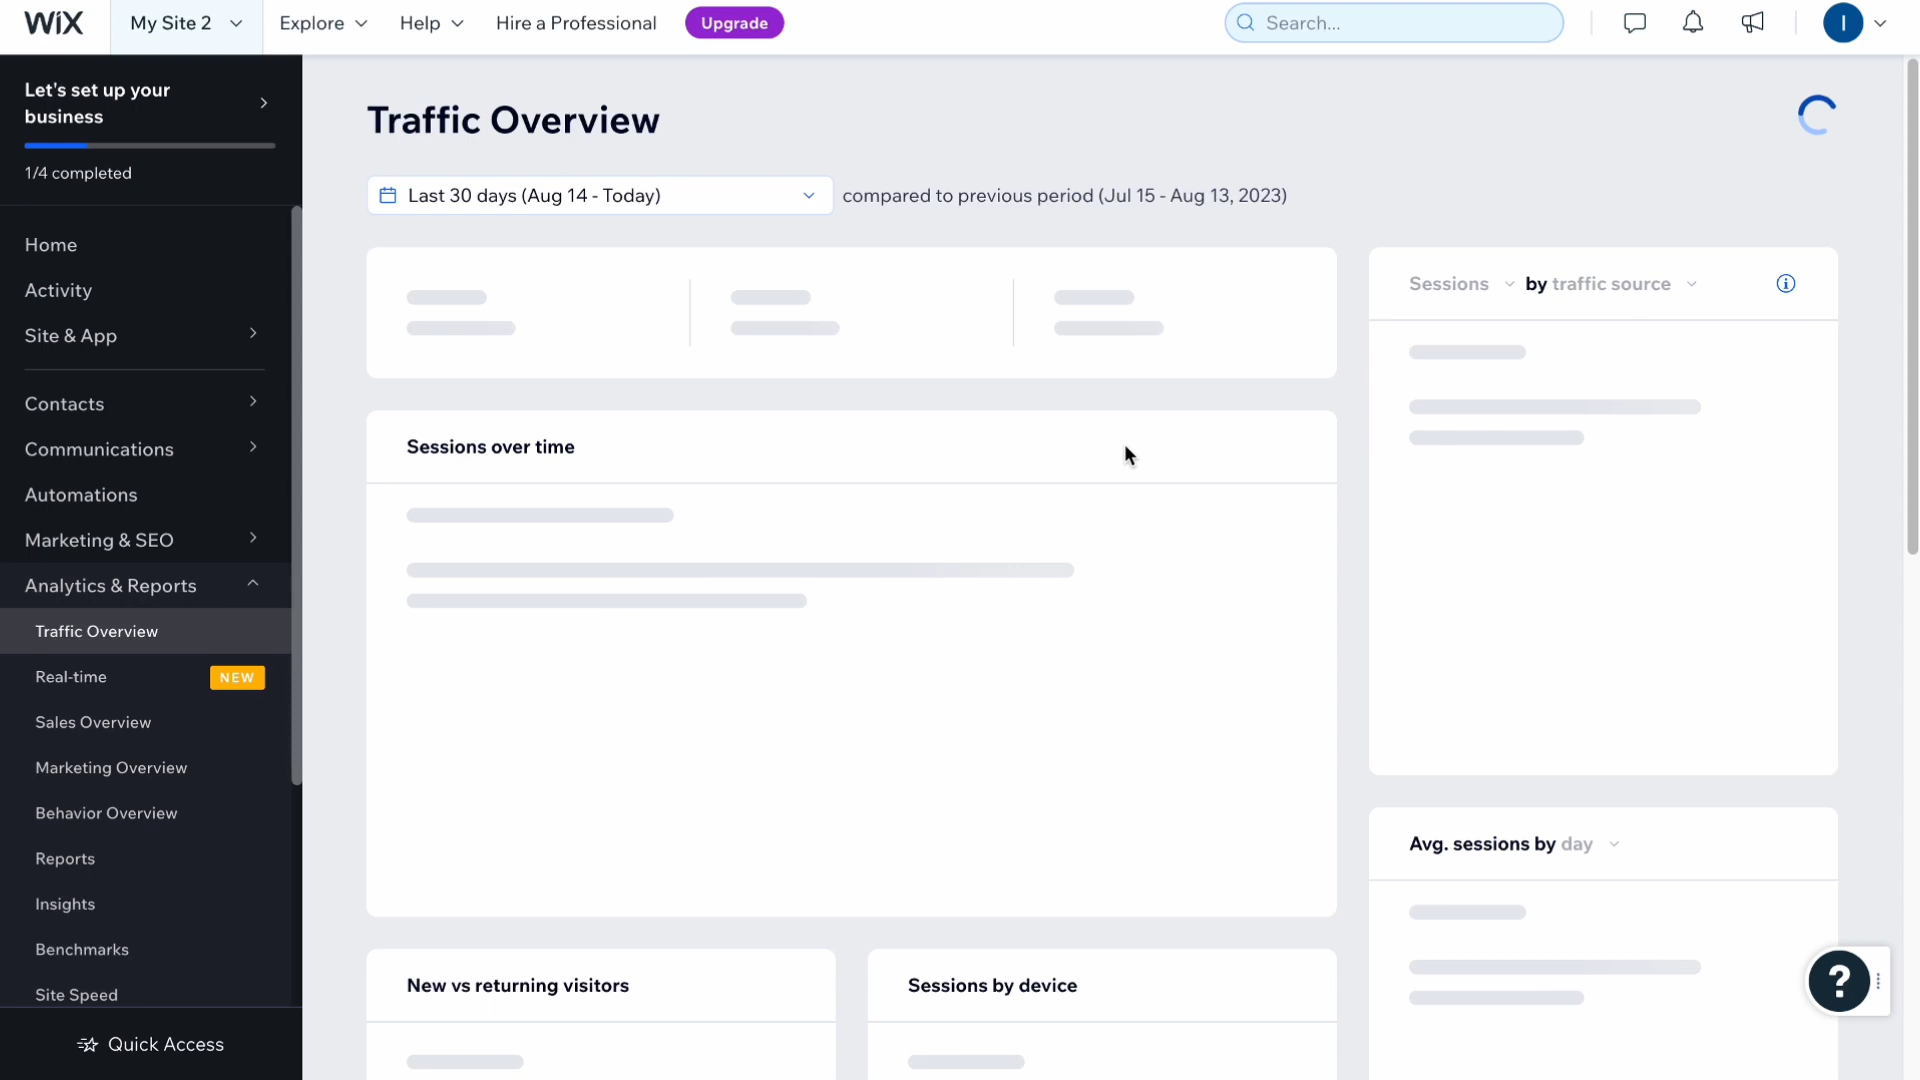 WiX
My Site 2
Explore
Help
Hire a Professional
Upgrade
Search...
I
Let's set up your
business
1/4 completed
Home
Activity
Site & App
Contacts
Communications
Automations
Marketing & SEO
Analytics & Reports
Traffic Overview
Real-time
NEW
Sales Overview
Marketing Overview
Behavior Overview
Reports
Insights
Benchmarks
Site Speed
Quick Access
Traffic Overview
Last 30 days (Aug 14 - Today)
compared to previous period (Jul 15 - Aug 13, 2023)
Sessions by traffic source
Sessions over time
Avg. sessions by day
New vs returning visitors
Sessions by device
?